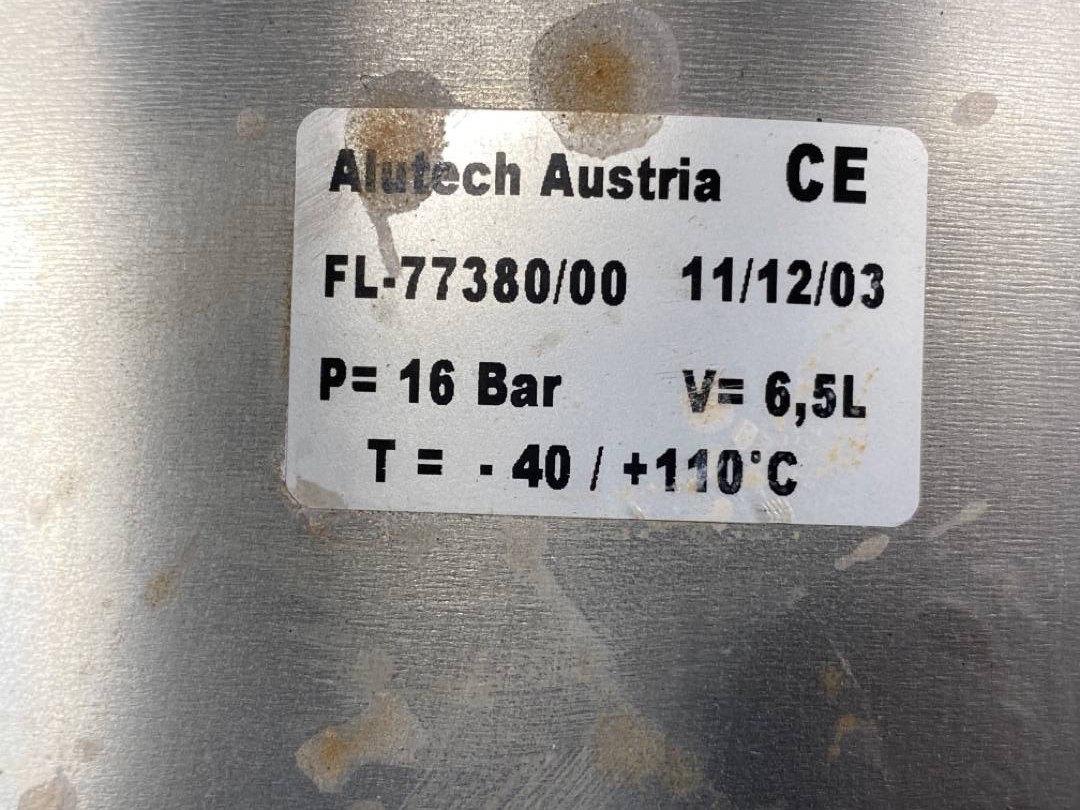 Alutech Austria CE
FL-77380/00 11/12/03
P= 16 Bar V= 6,5L
T = - 40 / +110°C